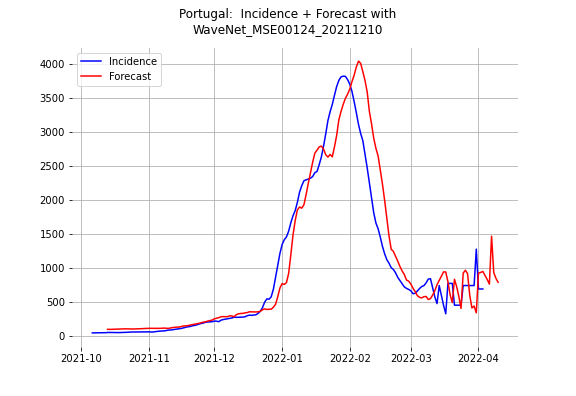 Portugal:  Incidence + Forecast with
WaveNet_MSE00124_20211210
Incidence
Forecast
4000
3500
3000
2500
2000
1500
1000
500
0
2021-10 2021-11 2021-12 2022-01 2022-02 2022-03 2022-04